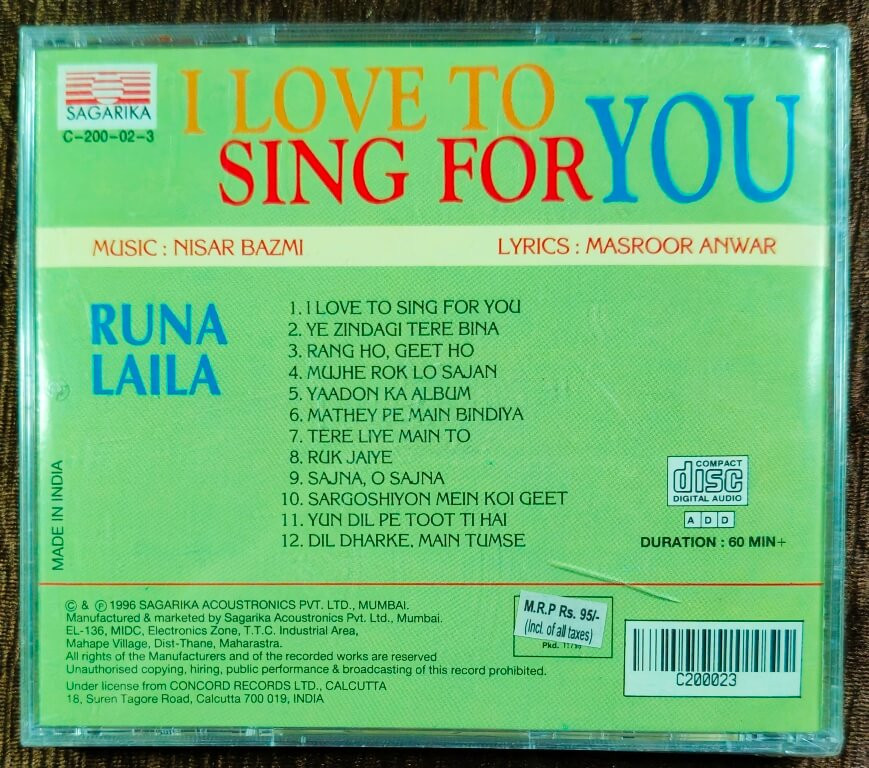 SAGARIKA
C-200-02-3
I LOVE TO
SING FOR YOU
MUSIC : NISAR BAZMI
LYRICS : MASROOR ANWAR
RUNA
LAILA
1. I LOVE TO SING FOR YOU
2. YE ZINDAGI TERE BINA
3. RANG HO, GEET HO
4. MUJHE ROK LO SAJAN
5. YAADON KA ALBUM
6. MATHEY PE MAIN BINDIYA
7. TERE LIYE MAIN TO
8. RUK JAIYE
9. SAJNA, O SAJNA
10. SARGOSHIYON MEIN KOI GEET
11. YUN DIL PE TOOT TI HAI
12. DIL DHARKE, MAIN TUMSE
MADE IN INDIA
COMPACT
disc
DIGITAL AUDIO
A D D
DURATION : 60 MIN+
© & ℗ 1996 SAGARIKA ACOUSTRONICS PVT. LTD., MUMBAI.
Manufactured & marketed by Sagarika Acoustronics Pvt. Ltd., Mumbai.
EL-136, MIDC, Electronics Zone, T.T.C. Industrial Area,
Mahape Village, Dist-Thane, Maharastra.
All rights of the Manufacturers and of the recorded works are reserved
Unauthorised copying, hiring, public performance & broadcasting of this record prohibited.
Under license from CONCORD RECORDS LTD., CALCUTTA
18, Suren Tagore Road, Calcutta 700 019, INDIA
M.R.P Rs. 95/-
(Incl. of all taxes)
Pkd.
C200023